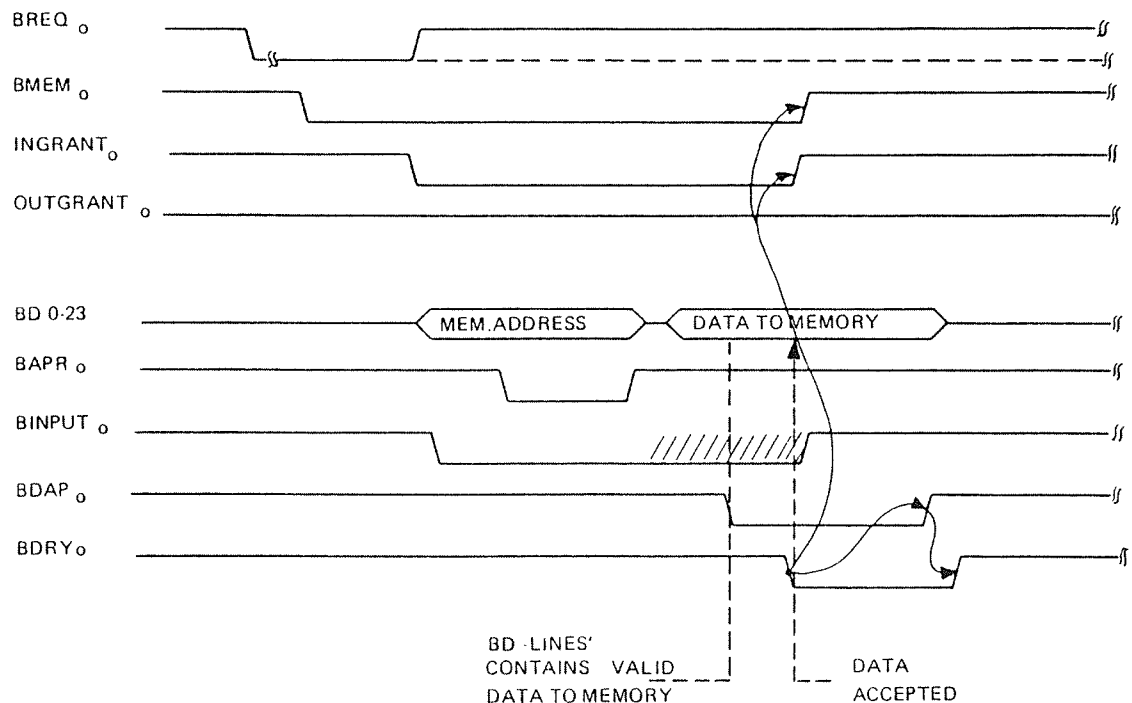 BREQ o
BMEM o
INGRANT o
OUTGRANT o
BD 0-23
MEM. ADDRESS
DATA TO MEMORY
BAPR o
BINPUT o
BDAP o
BDRY o
BD -LINES'
CONTAINS VALID
DATA TO MEMORY
DATA
ACCEPTED